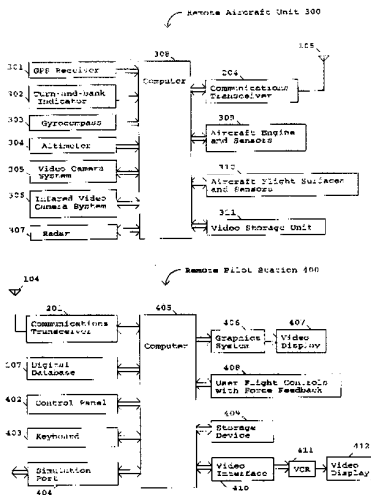 Remote Aircraft Unit 300
308
105
301
GPS Receiver
Computer
204
Communications
Transceiver
302
Turn-and-bank
Indicator
303
Gyrocompass
309
Aircraft Engine
and Sensors
304
Altimeter
305
Video Camera
System
310
Aircraft Flight Surfaces
and Sensors
306
Infared Video
Camera System
311
Video Storage Unit
307
Radar
104
Remote Pilot Station 400
201
Communications
Transceiver
405
Computer
406
Graphics
System
407
Video
Display
107
Digital
Database
408
User Flight Controls
with Force Feedback
402
Control Panel
409
Storage
Device
403
Keyboard
Simulation
Port
404
Video
Interface
410
411
VCR
412
Video
Display